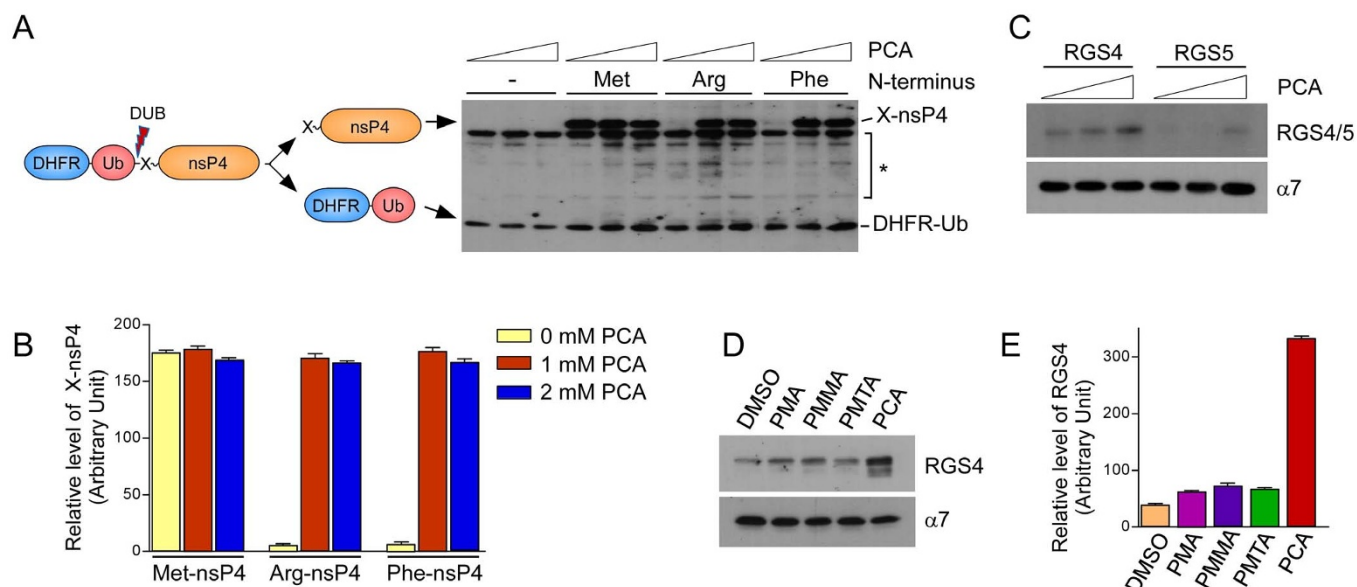 A
DUB
DHFR
Ub
X
nsP4
X
nsP4
DHFR
Ub
PCA
-
Met
Arg
Phe
N-terminus
X-nsP4
*
DHFR-Ub
C
RGS4
RGS5
PCA
RGS4/5
α7
B
Relative level of X-nsP4
(Arbitrary Unit)
200
150
100
50
0
Met-nsP4
Arg-nsP4
Phe-nsP4
0 mM PCA
1 mM PCA
2 mM PCA
D
DMSO
PMA
PMMA
PMTA
PCA
RGS4
α7
E
Relative level of RGS4
(Arbitrary Unit)
300
200
100
0
DMSO
PMA
PMMA
PMTA
PCA